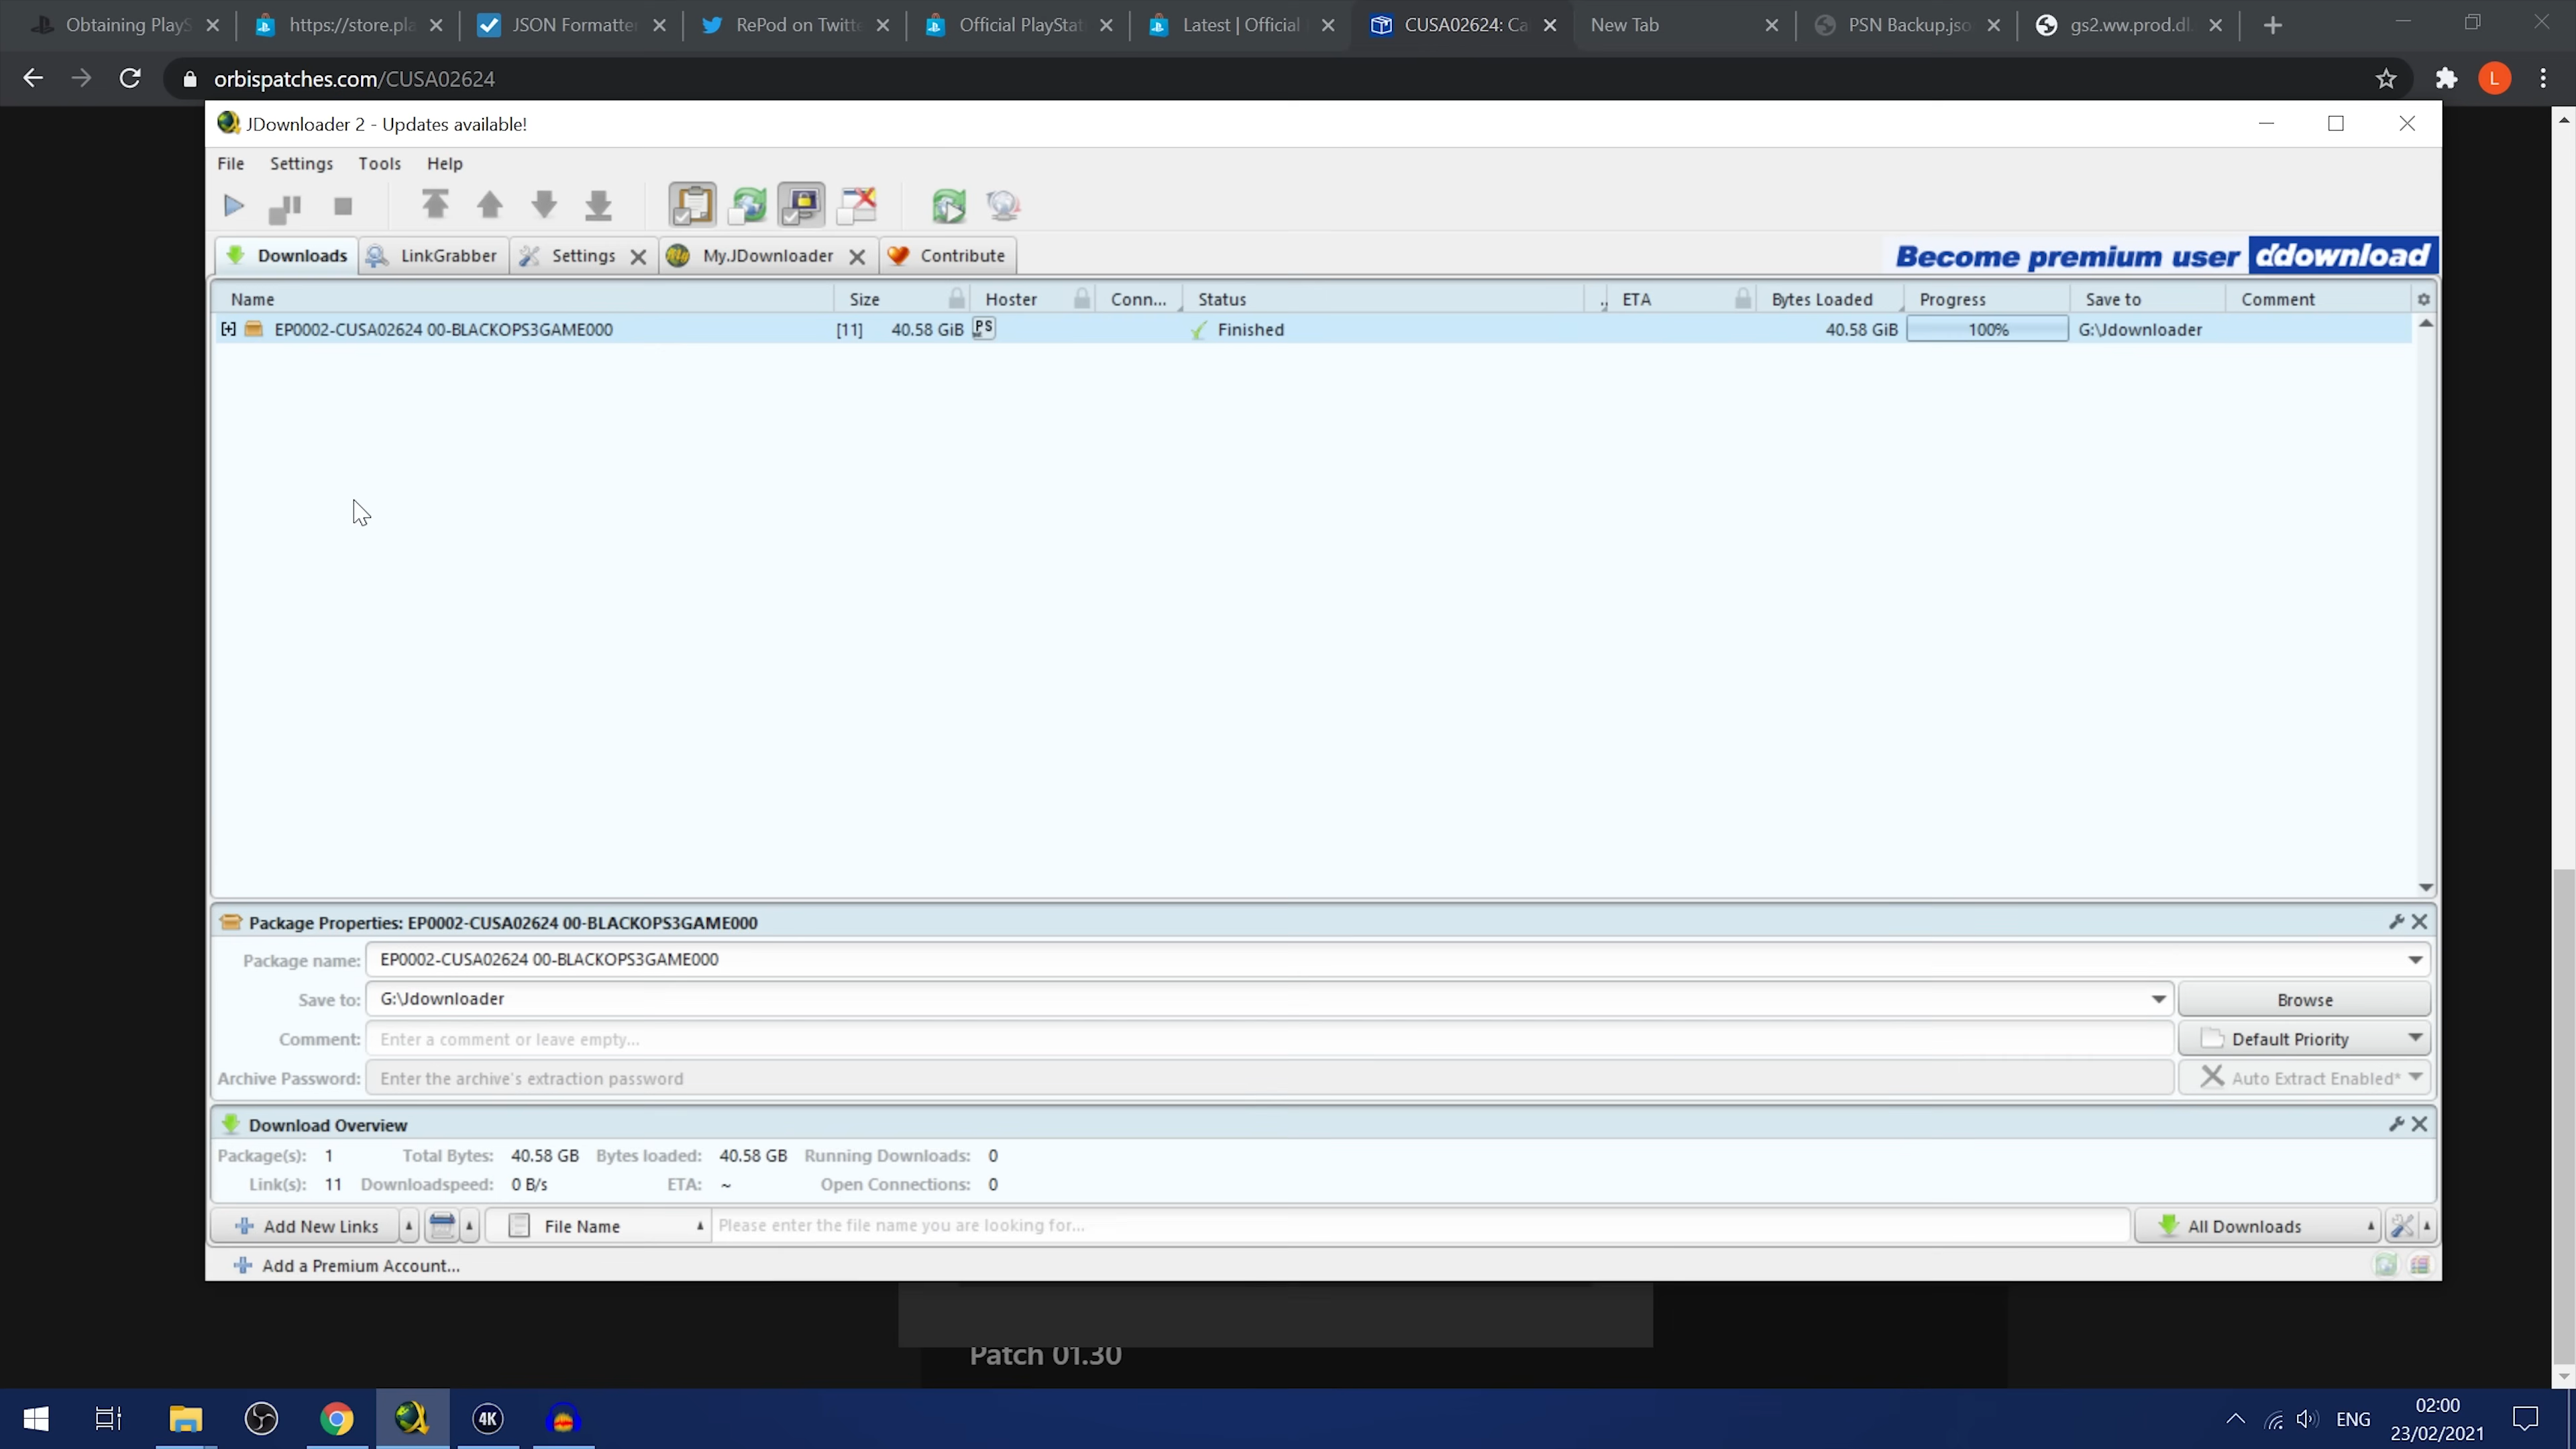 Obtaining PlayS
https://store.pla
JSON Formatter
RePod on Twitte
Official PlayStat
Latest | Official
CUSA02624: Ca
New Tab
PSN Backup.jso
gs2.ww.prod.dl.
orbispatches.com/CUSA02624
L
JDownloader 2 - Updates available!
File Settings Tools Help
Downloads LinkGrabber Settings My.JDownloader Contribute
Become premium user ddownload
Name Size Hoster Conn... Status ETA Bytes Loaded Progress Save to Comment
EP0002-CUSA02624 00-BLACKOPS3GAME000 [11] 40.58 GiB PS Finished 40.58 GiB 100% G:\Jdownloader
Package Properties: EP0002-CUSA02624 00-BLACKOPS3GAME000
Package name: EP0002-CUSA02624 00-BLACKOPS3GAME000
Save to: G:\Jdownloader Browse
Comment: Enter a comment or leave empty... Default Priority
Archive Password: Enter the archive's extraction password Auto Extract Enabled*
Download Overview
Package(s): 1 Total Bytes: 40.58 GB Bytes loaded: 40.58 GB Running Downloads: 0
Link(s): 11 Downloadspeed: 0 B/s ETA: ~ Open Connections: 0
Add New Links File Name Please enter the file name you are looking for... All Downloads
Add a Premium Account...
Patch 01.30
4K
ENG
02:00
23/02/2021